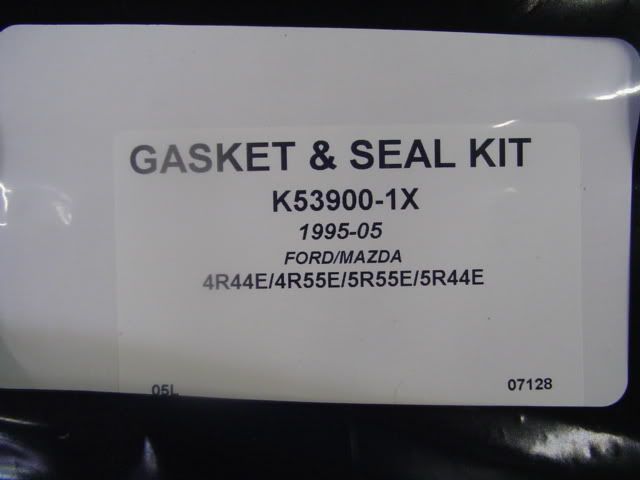 GASKET & SEAL KIT
K53900-1X
1995-05
FORD/MAZDA
4R44E/4R55E/5R55E/5R44E
05L 07128